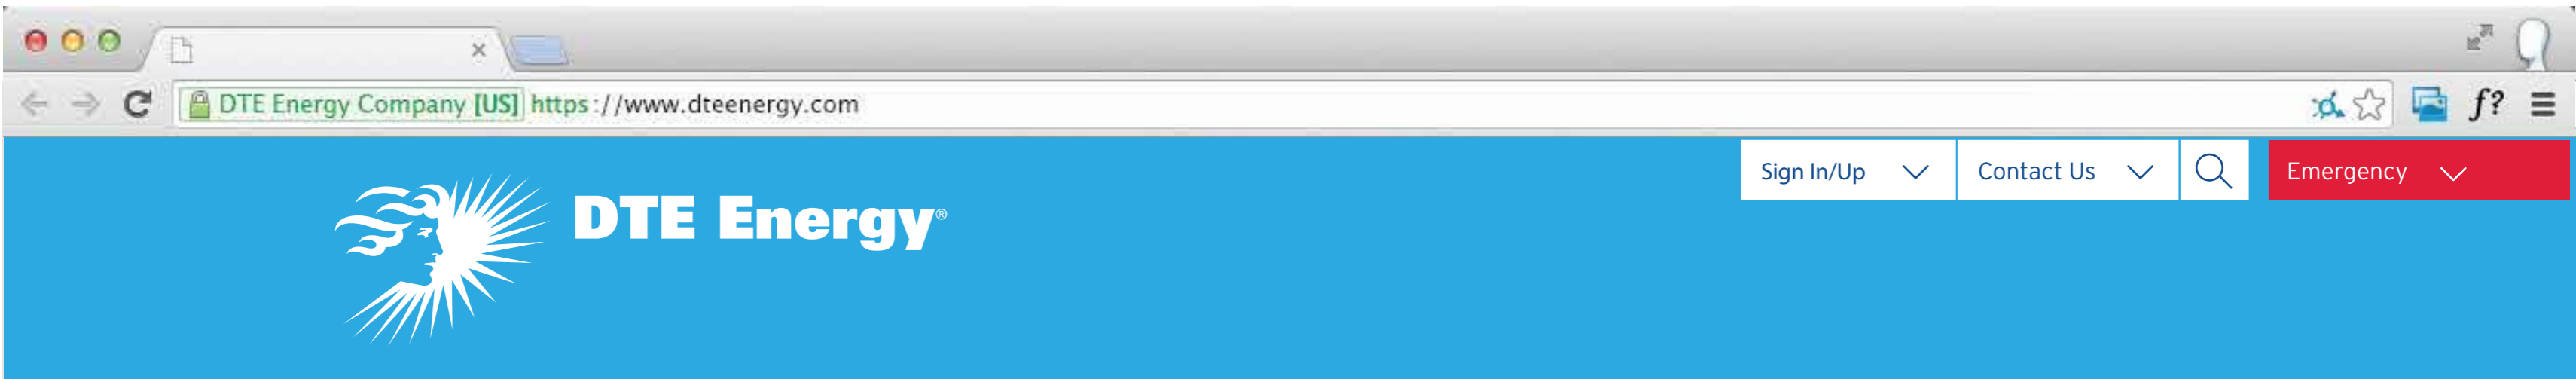 DTE Energy Company [US] https://www.dteenergy.com
Sign In/Up Contact Us Emergency
DTE Energy®
f?